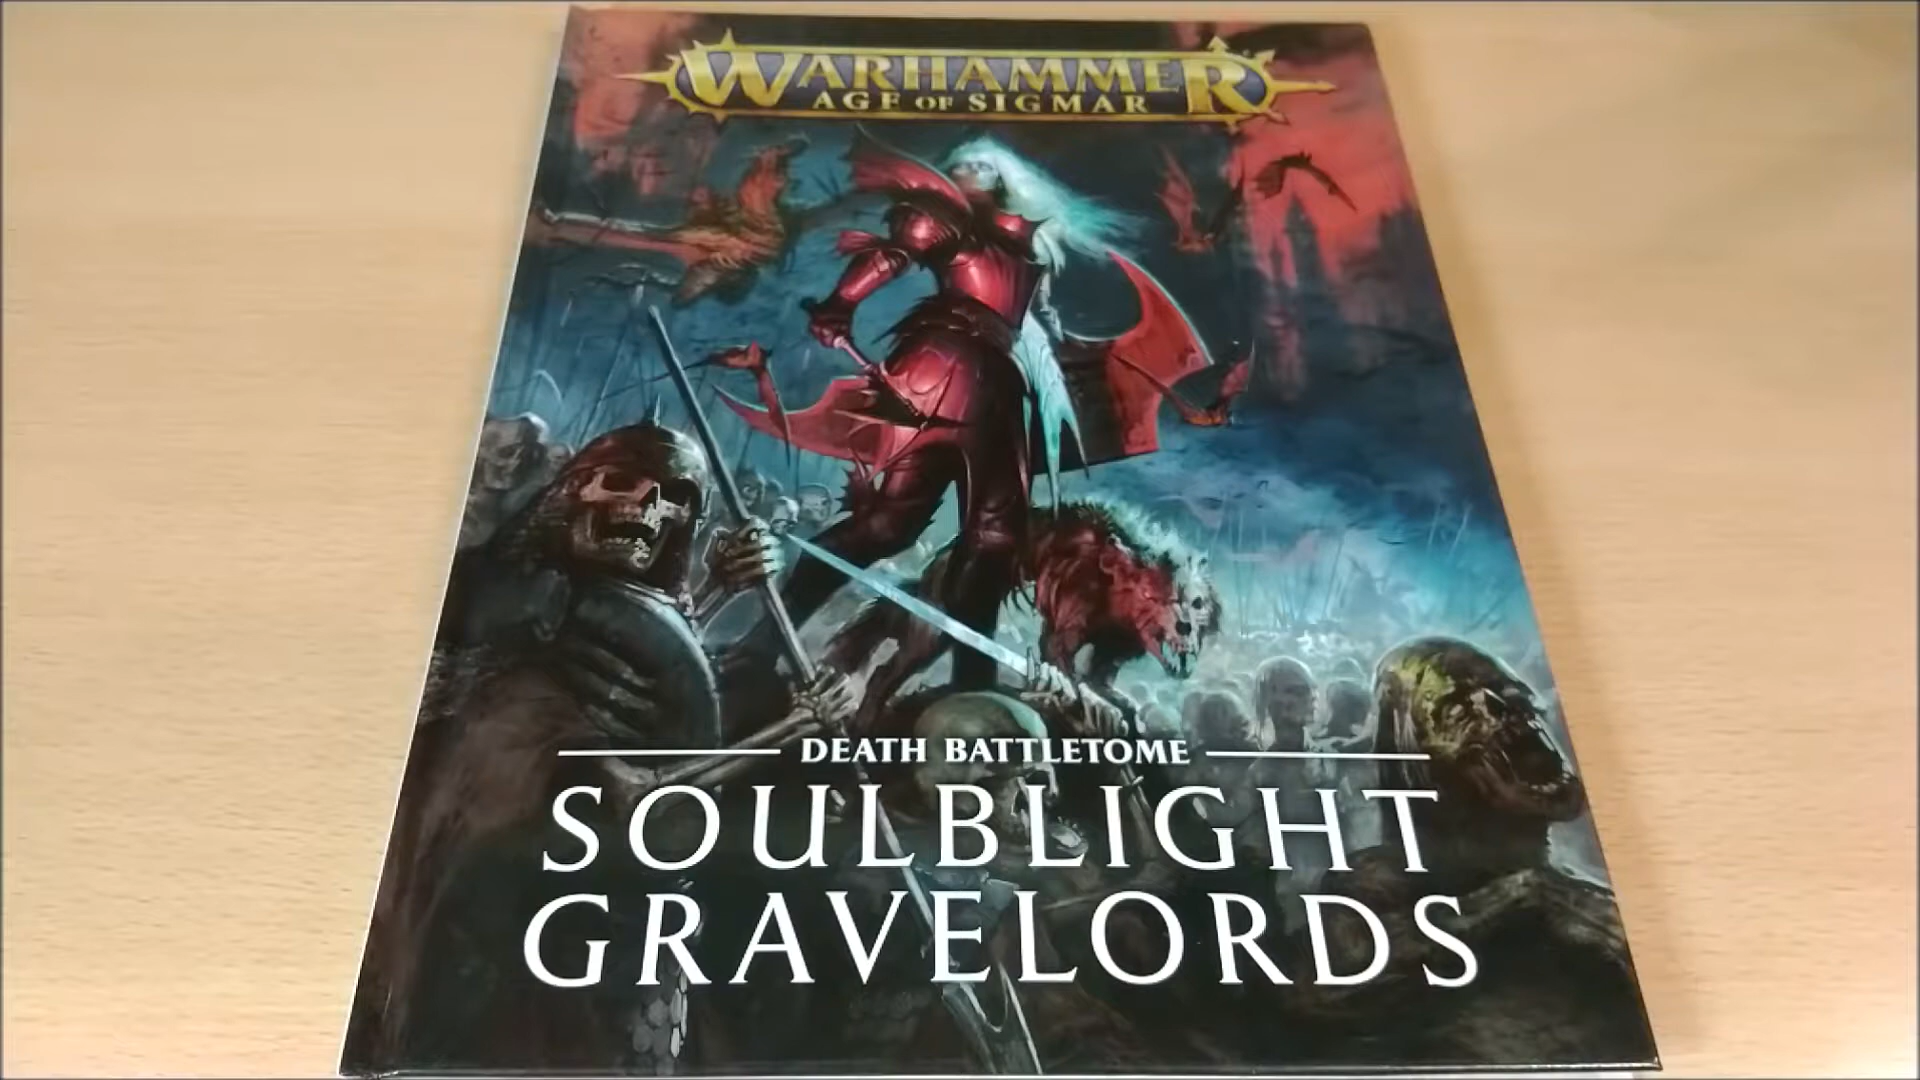 WARHAMMER
AGE OF SIGMAR
DEATH BATTLETOME
SOULBLIGHT
GRAVELORDS